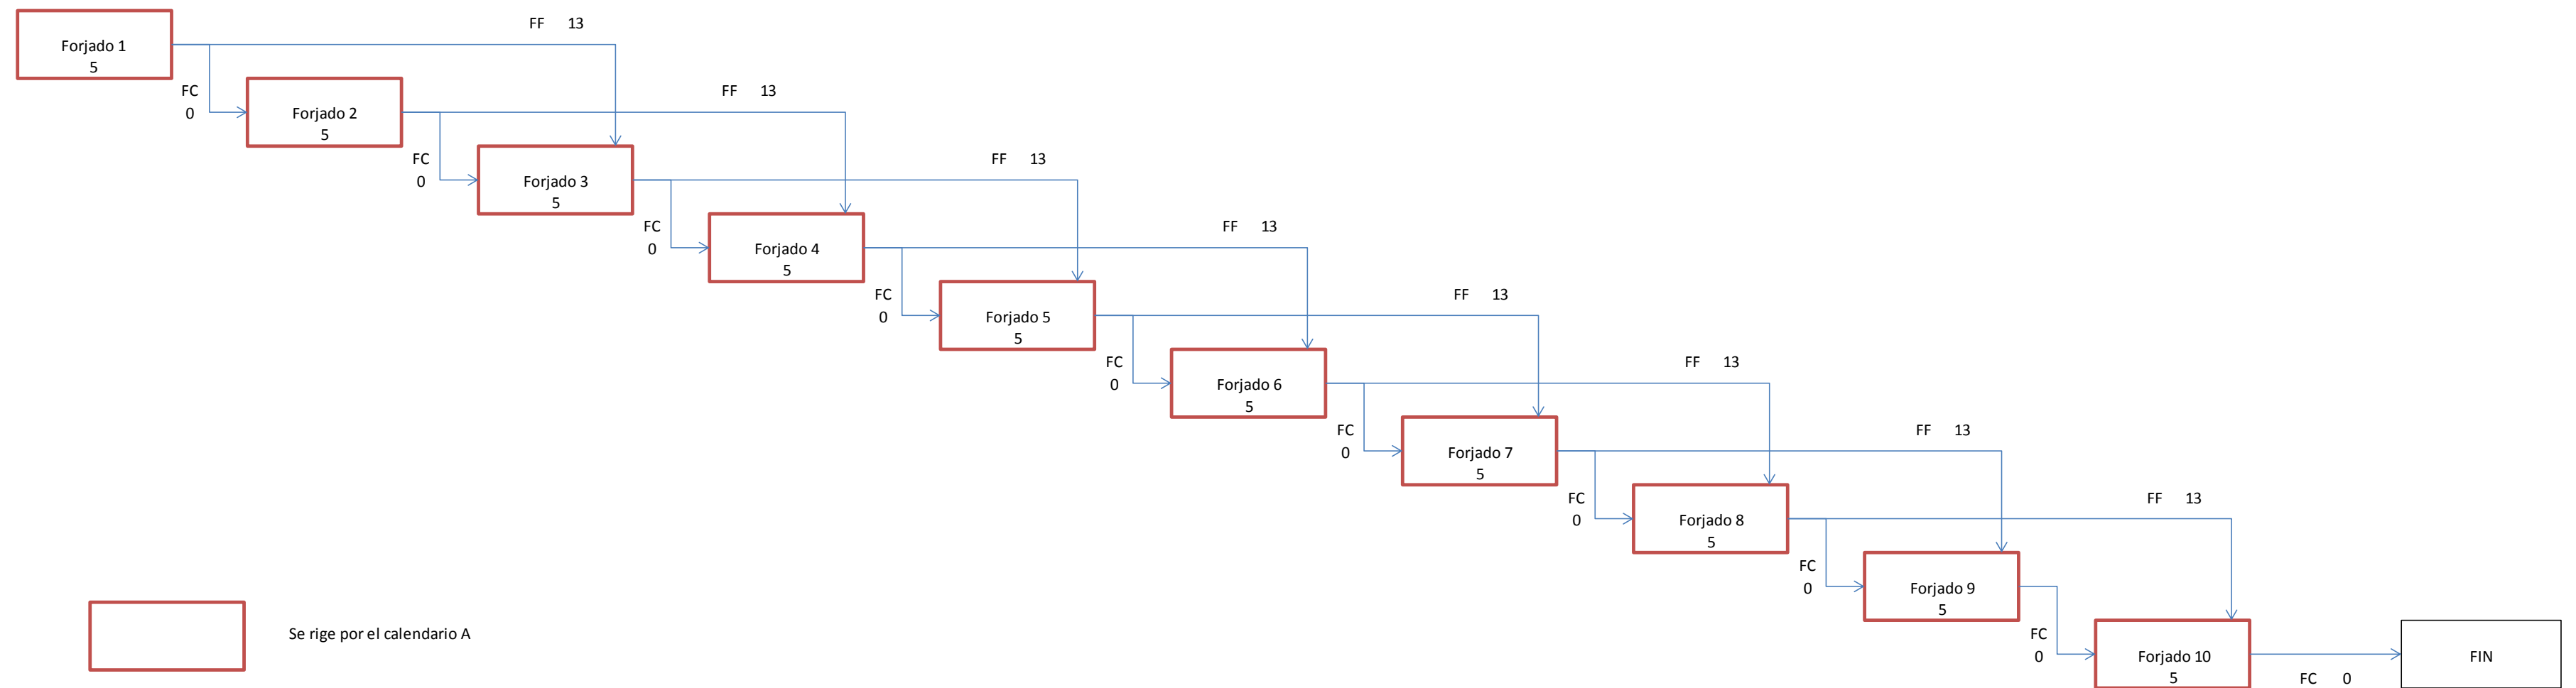 FF 13
Forjado 1
5
FC
0
FF 13
Forjado 2
5
FC
0
FF 13
Forjado 3
5
FC
0
FF 13
Forjado 4
5
FC
0
FF 13
Forjado 5
5
FC
0
FF 13
Forjado 6
5
FC
0
FF 13
Forjado 7
5
FC
0
FF 13
Forjado 8
5
FC
0
Forjado 9
5
FC
0
Forjado 10
5
FC 0
FIN
Se rige por el calendario A